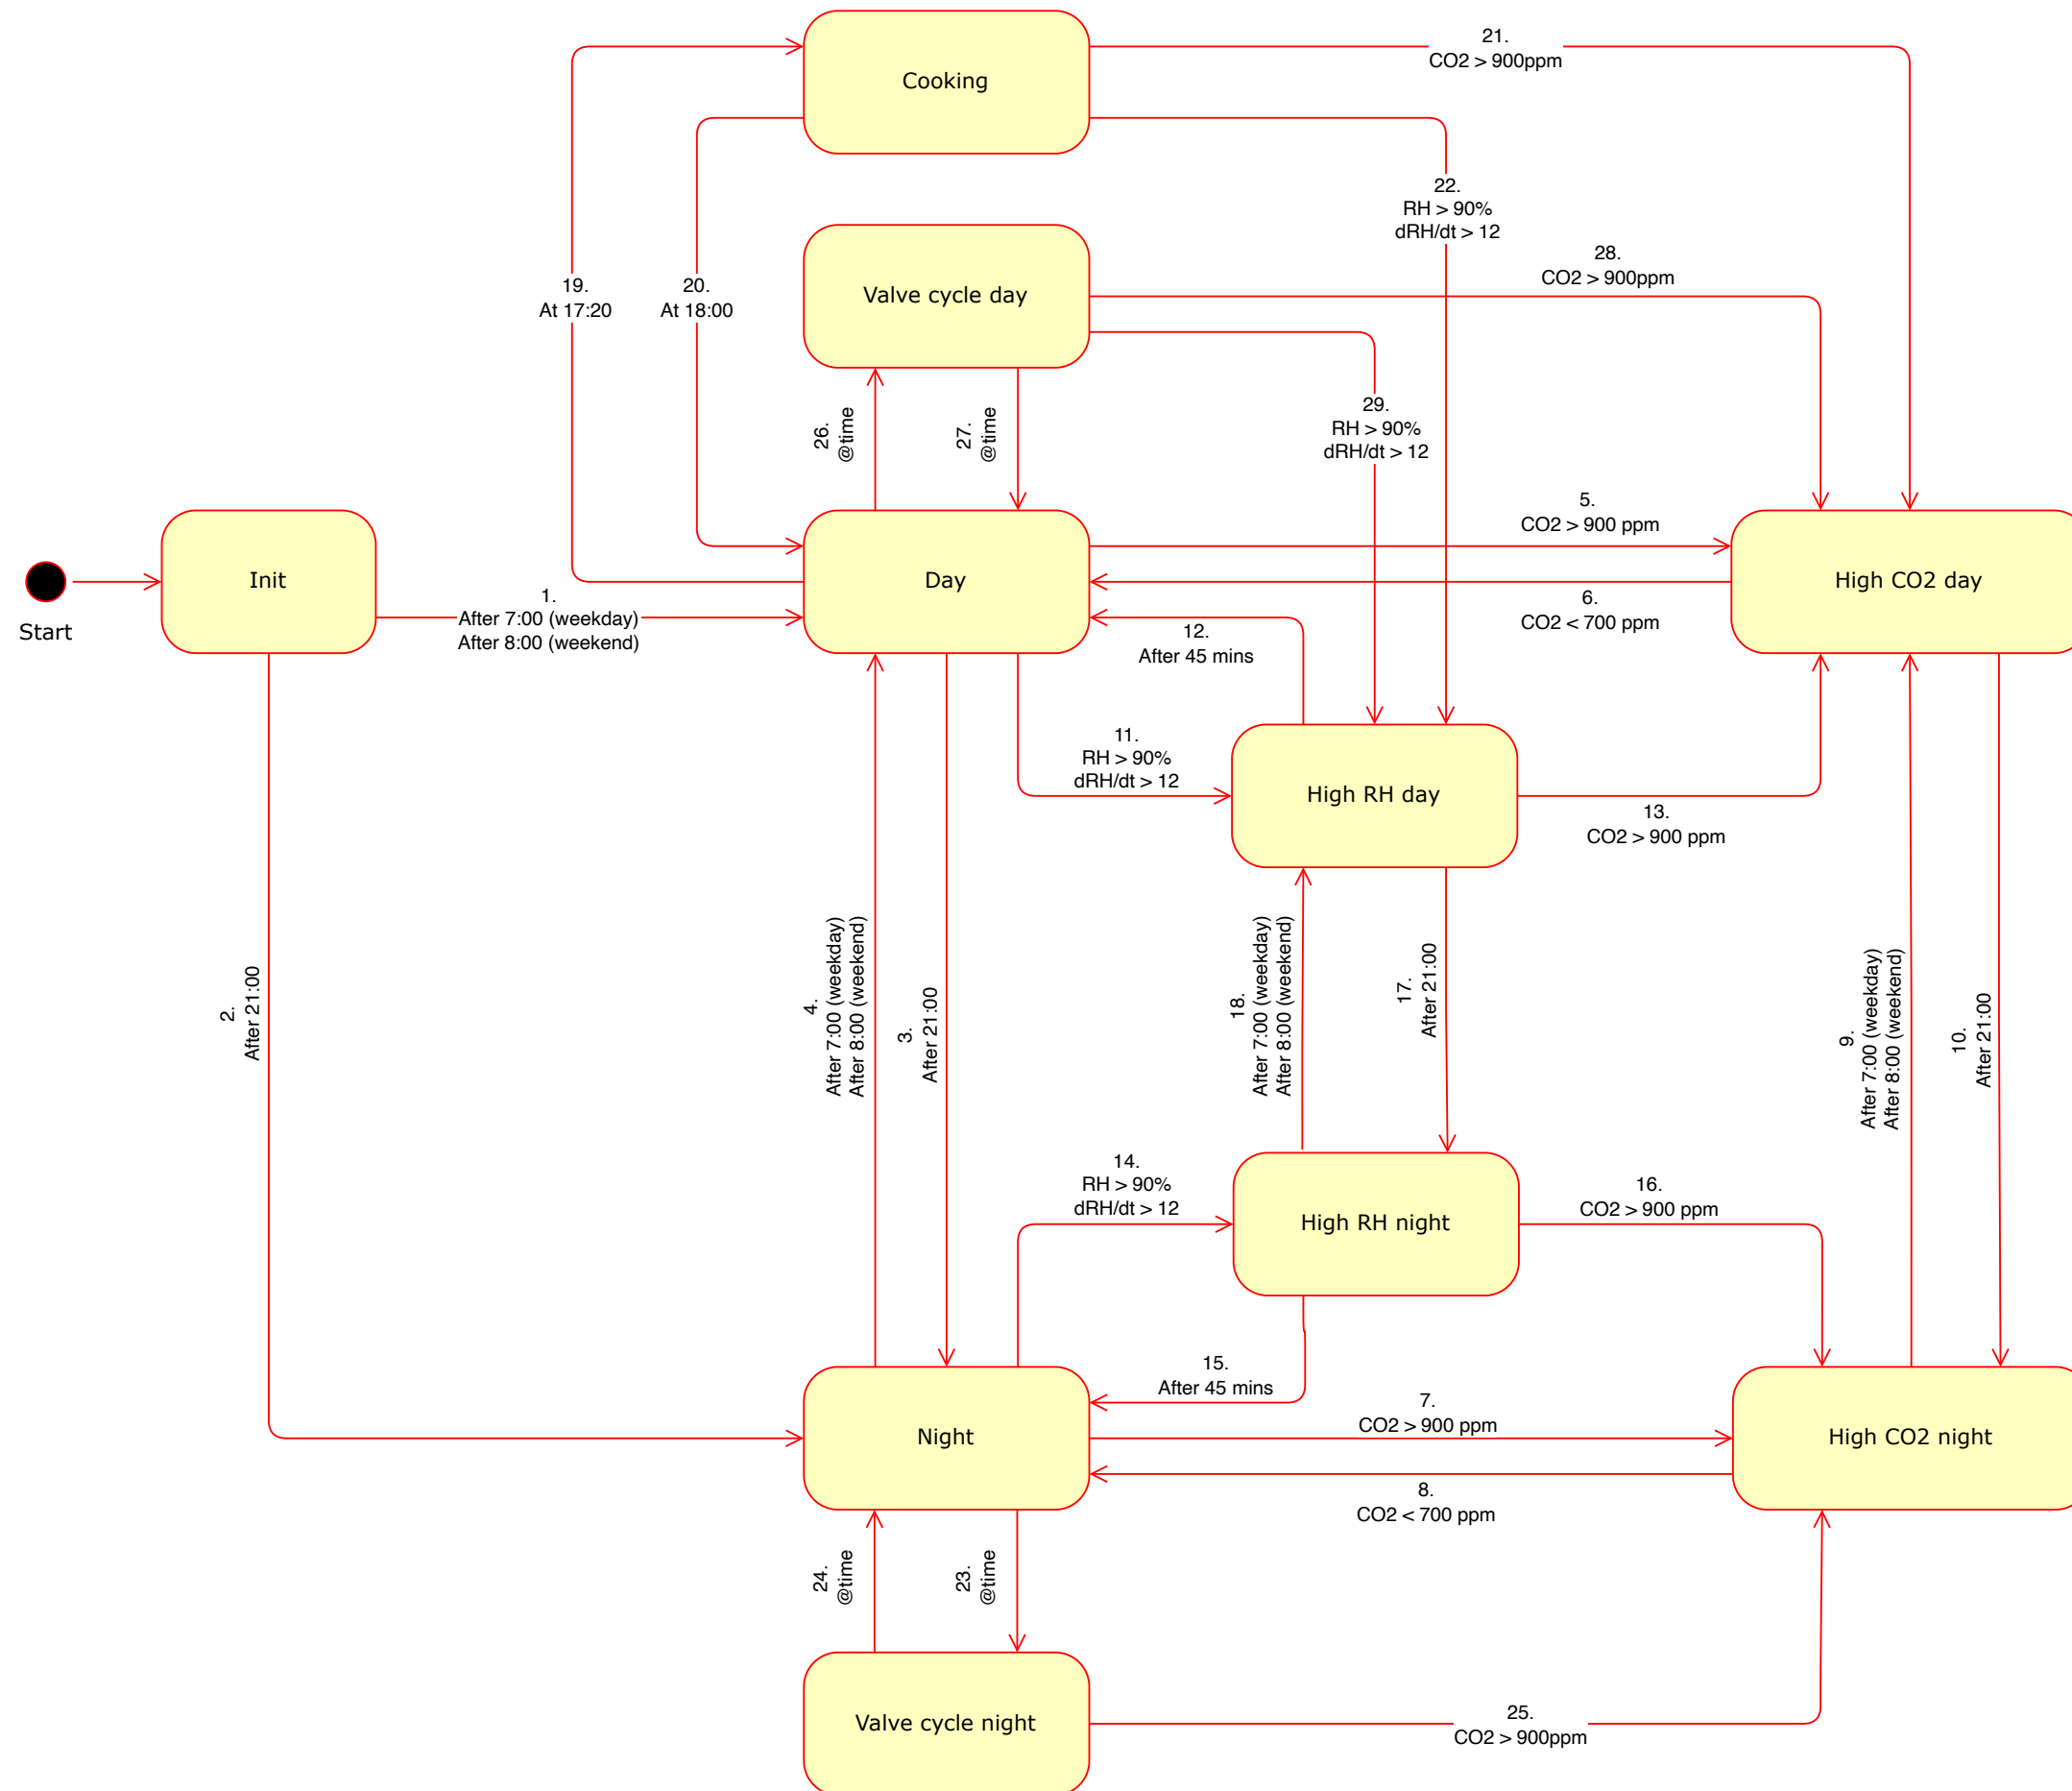 Cooking
21.
CO2 > 900ppm
22.
RH > 90%
dRH/dt > 12
Valve cycle day
28.
CO2 > 900ppm
19.
At 17:20
20.
At 18:00
29.
RH > 90%
dRH/dt > 12
26.
@time
27.
@time
Start
Init
1.
After 7:00 (weekday)
After 8:00 (weekend)
Day
5.
CO2 > 900 ppm
6.
CO2 < 700 ppm
High CO2 day
12.
After 45 mins
11.
RH > 90%
dRH/dt > 12
High RH day
13.
CO2 > 900 ppm
2.
After 21:00
4.
After 7:00 (weekday)
After 8:00 (weekend)
3.
After 21:00
18.
After 7:00 (weekday)
After 8:00 (weekend)
17.
After 21:00
9.
After 7:00 (weekday)
After 8:00 (weekend)
10.
After 21:00
14.
RH > 90%
dRH/dt > 12
High RH night
16.
CO2 > 900 ppm
15.
After 45 mins
Night
7.
CO2 > 900 ppm
8.
CO2 < 700 ppm
High CO2 night
24.
@time
23.
@time
Valve cycle night
25.
CO2 > 900ppm